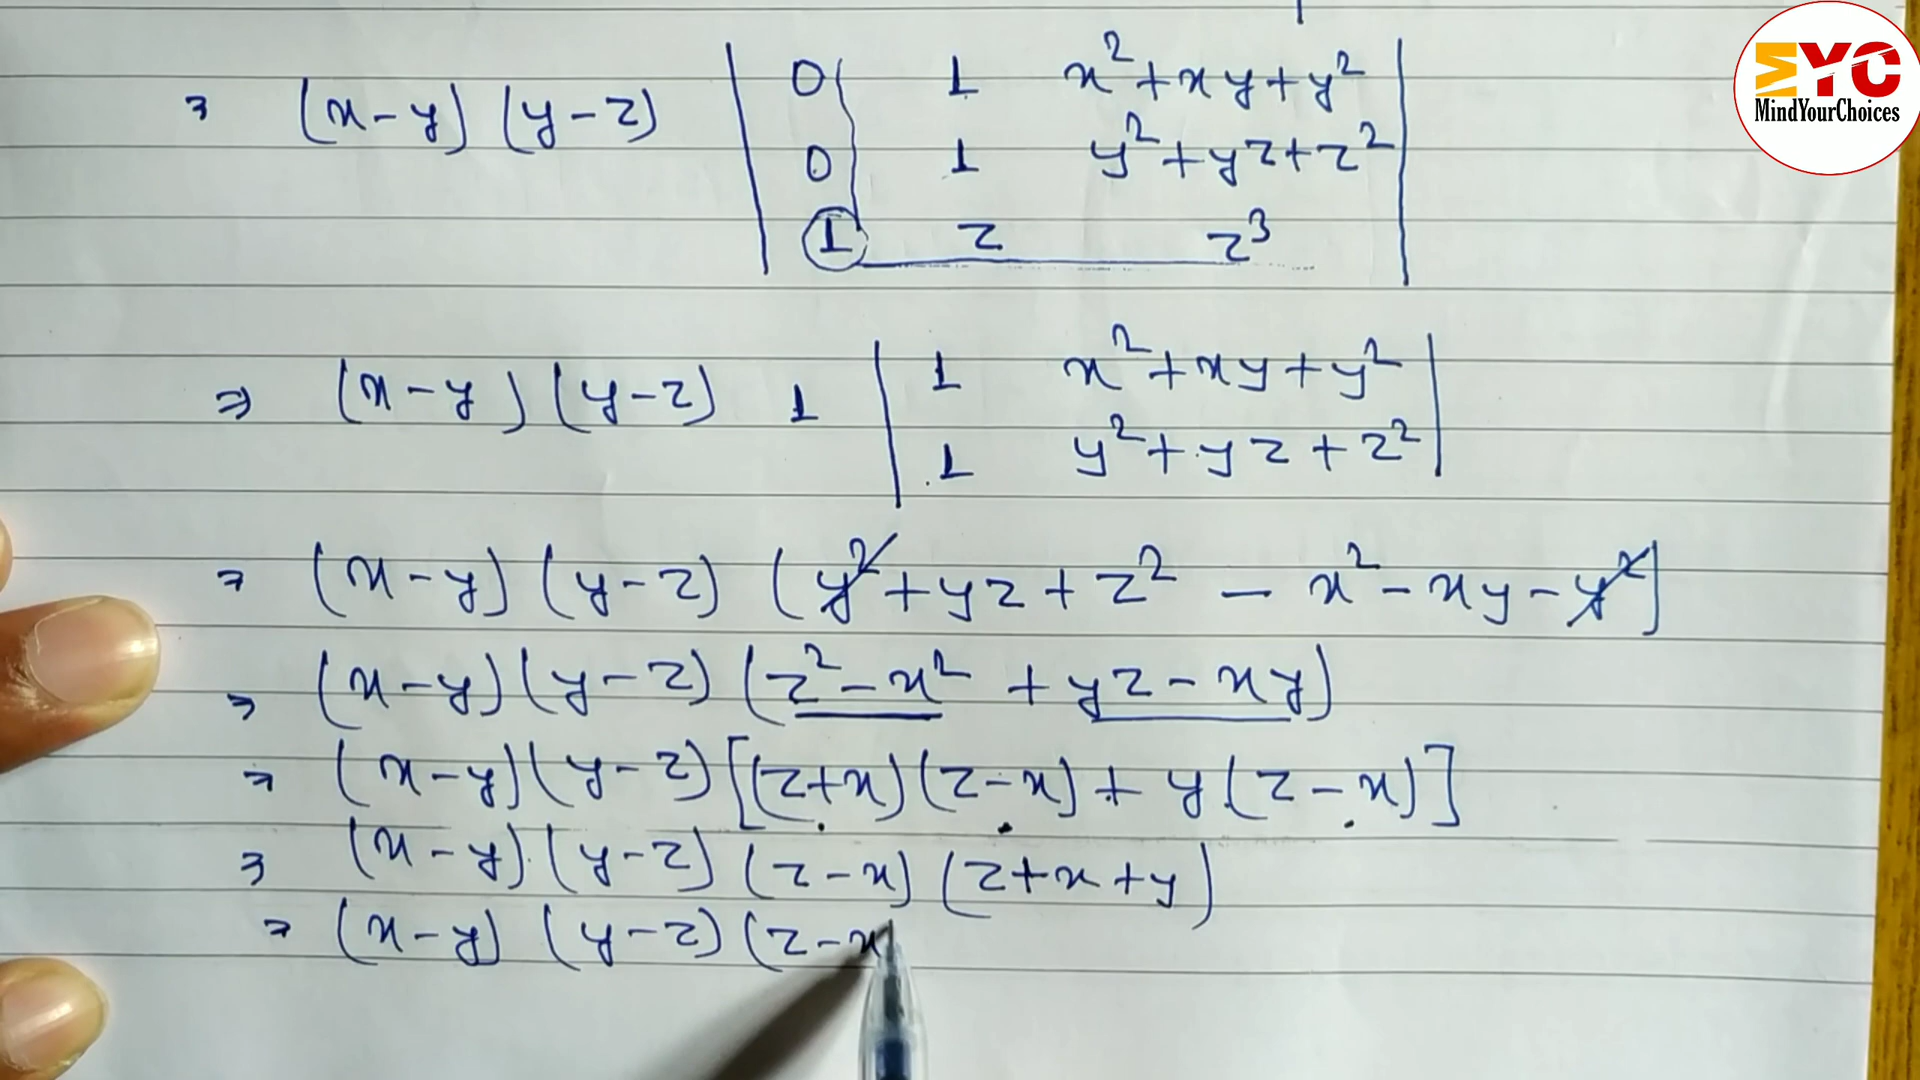 MYC
MindYourChoices
= (x-y) (y-z) | 0 1 x²+xy+y² |
| 0 1 y²+yz+z² |
| 1 z z³ |
⇒ (x-y) (y-z) 1 | 1 x²+xy+y² |
| 1 y²+yz+z² |
= (x-y) (y-z) (y²+yz+z² - x²-xy-y²]
= (x-y) (y-z) (z²-x² + yz-xy)
= (x-y) (y-z) [(z+x) (z-x) + y (z-x)]
= (x-y) (y-z) (z-x) (z+x+y)
= (x-y) (y-z) (z-x